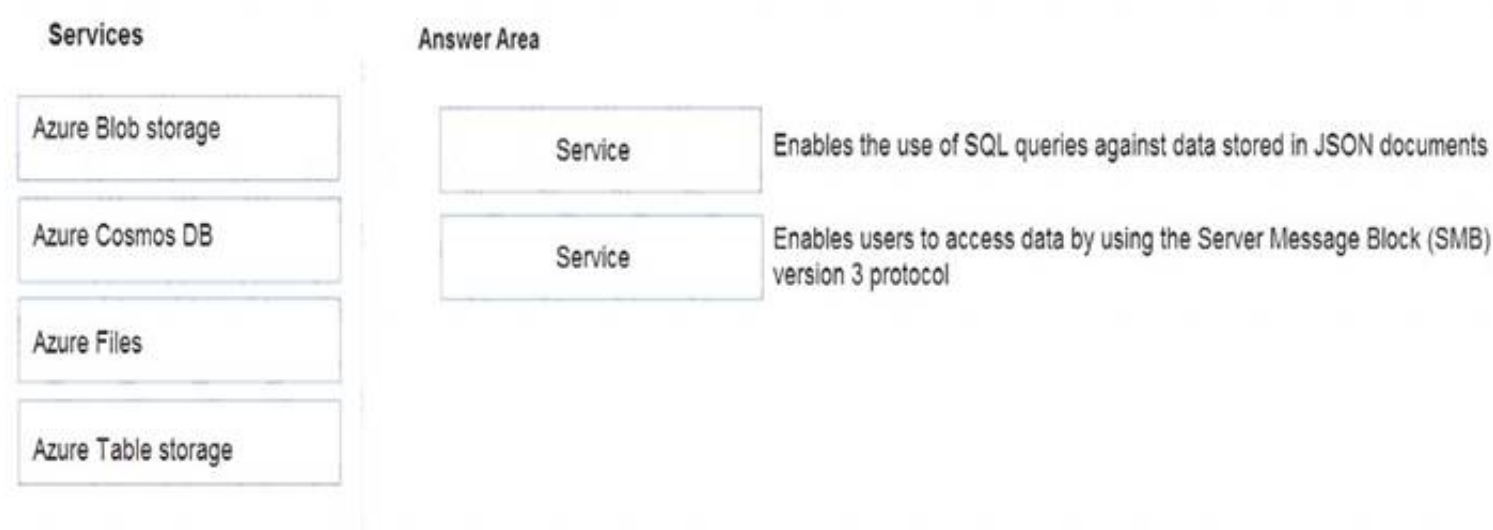 Services
Answer Area
Azure Blob storage
Azure Cosmos DB
Azure Files
Azure Table storage
Service
Enables the use of SQL queries against data stored in JSON documents
Service
Enables users to access data by using the Server Message Block (SMB)
version 3 protocol